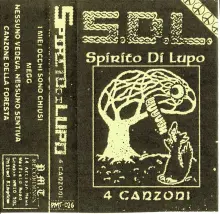 NESSUNO VEDEVA, NESSUNO SENTIVA
CANZONE DELLA FORESTA
I MIEI OCCHI SONO CHIUSI
MEGG
SPIRITO DI LUPO
4 CANZONI
PMT-026
S.D.L.
Spirito Di Lupo
4 CANZONI